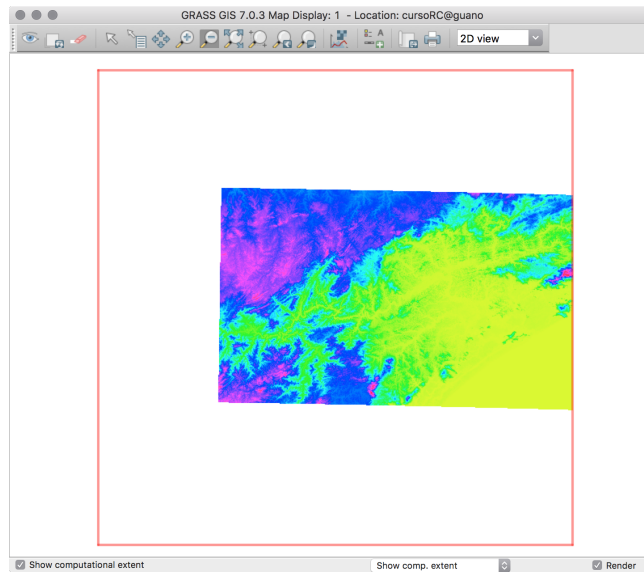 GRASS GIS 7.0.3 Map Display: 1 - Location: cursoRC@guano
2D view
Show computational extent
Show comp. extent
Render